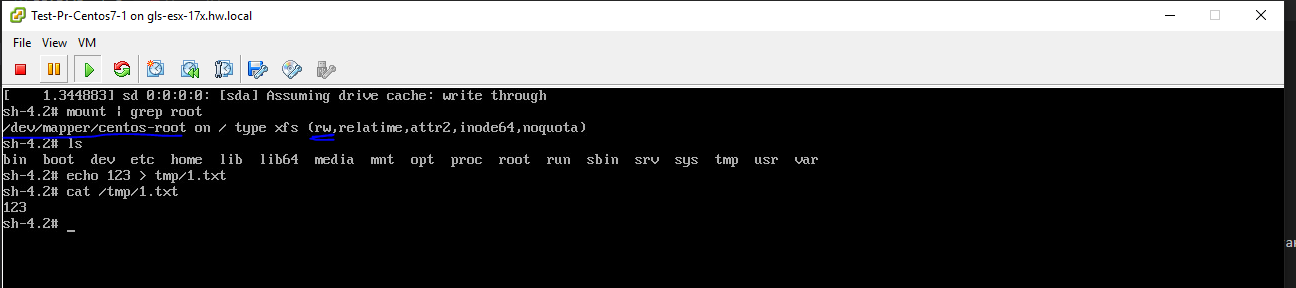 Test-Pr-Centos7-1 on gls-esx-17x.hw.local
File View VM
[    1.344883] sd 0:0:0:0: [sda] Assuming drive cache: write through
sh-4.2# mount | grep root
/dev/mapper/centos-root on / type xfs (rw,relatime,attr2,inode64,noquota)
sh-4.2# ls
bin  boot  dev  etc  home  lib  lib64  media  mnt  opt  proc  root  run  sbin  srv  sys  tmp  usr  var
sh-4.2# echo 123 > tmp/1.txt
sh-4.2# cat /tmp/1.txt
123
sh-4.2# _